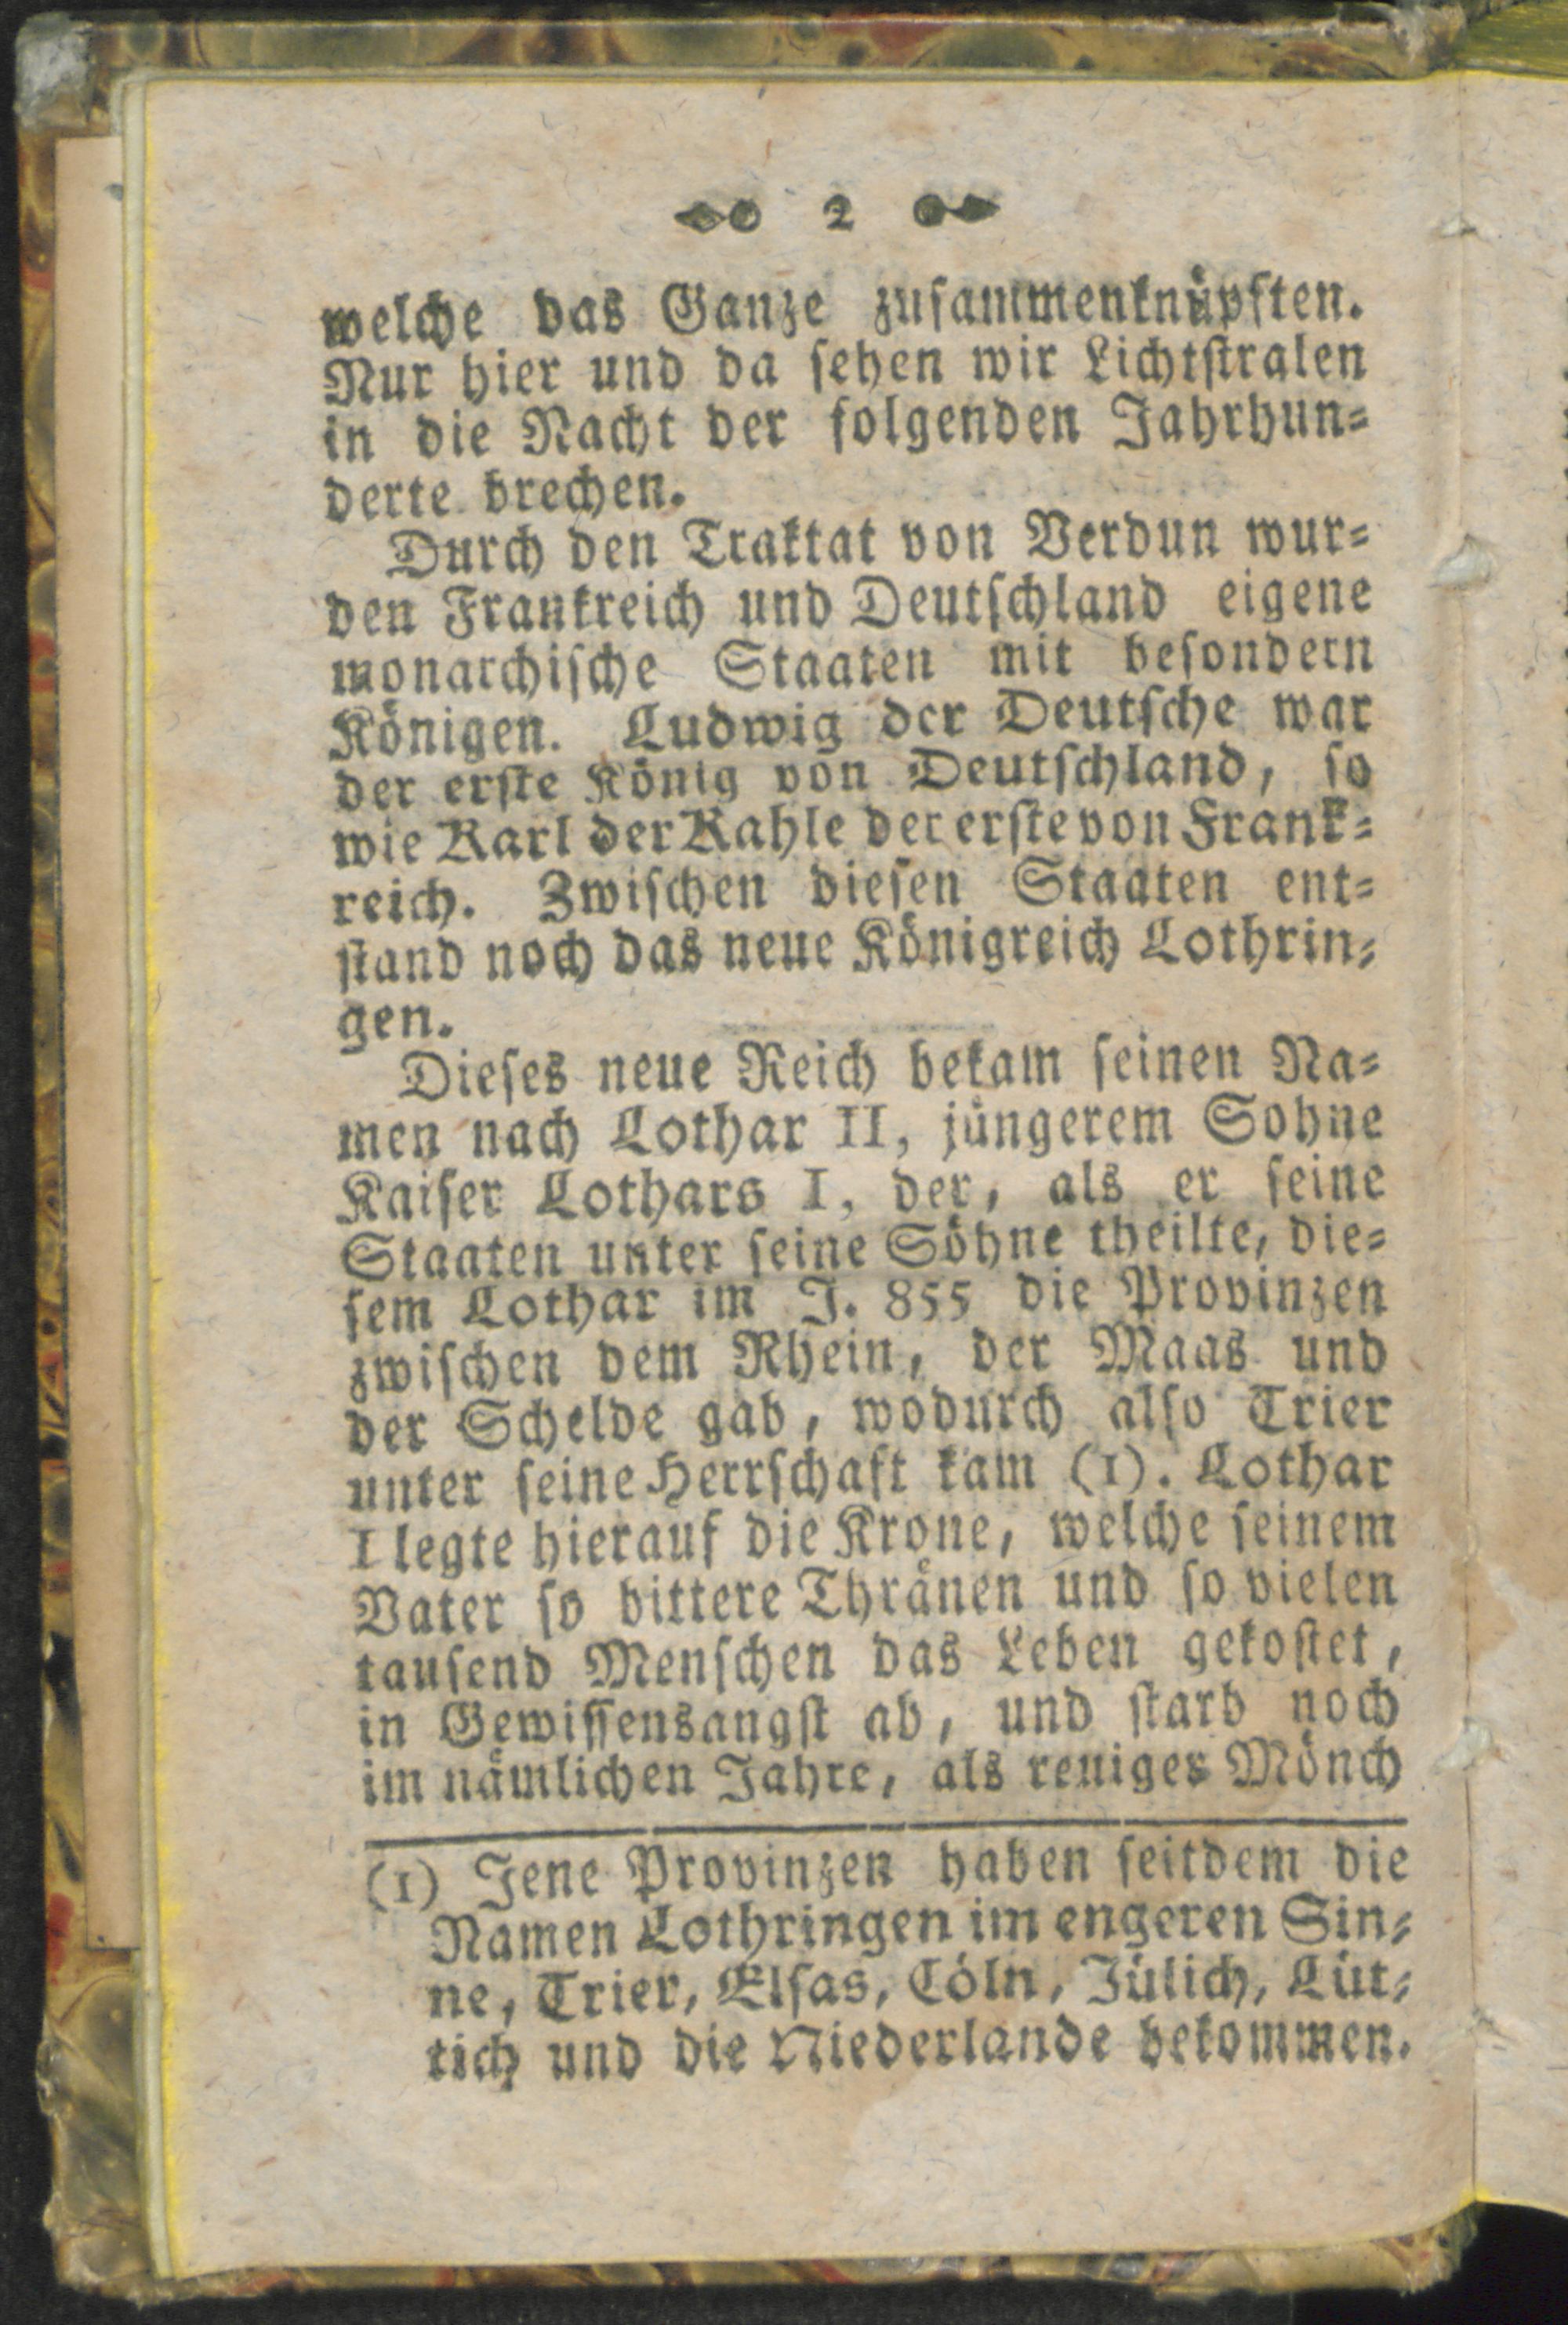 2
welche das Ganze zusammenknüpften.
Nur hier und da sehen wir Lichtstralen
in die Nacht der folgenden Jahrhun-
derte brechen.
Durch den Traktat von Verdun wur-
den Frankreich und Deutschland eigene
monarchische Staaten mit besondern
Königen. Ludwig der Deutsche war
der erste König von Deutschland, so
wie Karl der Kahle der erste von Frank-
reich. Zwischen diesen Staaten ent-
stand noch das neue Königreich Lothrin-
gen.
Dieses neue Reich bekam seinen Na-
men nach Lothar II, jüngerem Sohne
Kaiser Lothars I, der, als er seine
Staaten unter seine Söhne theilte, die-
sem Lothar im J. 855 die Provinzen
zwischen dem Rhein, der Maas und
der Schelde gab, wodurch also Trier
unter seine Herrschaft kam (1). Lothar
I legte hierauf die Krone, welche seinem
Vater so bittere Thränen und so vielen
tausend Menschen das Leben gekostet,
in Gewissensangst ab, und starb noch
im nämlichen Jahre, als reuiger Mönch
(1) Jene Provinzen haben seitdem die
Namen Lothringen im engeren Sin-
ne, Trier, Elsas, Cöln, Jülich, Lüt-
tich und die Niederlande bekommen.